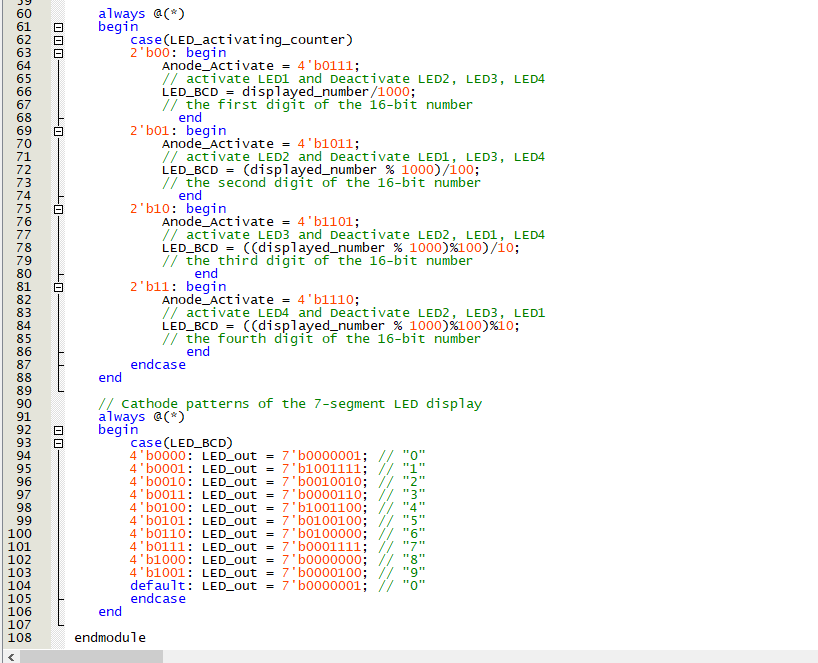 59
60 always @(*)
61 begin
62 case(LED_activating_counter)
63 2'b00: begin
64 Anode_Activate = 4'b0111;
65 // activate LED1 and Deactivate LED2, LED3, LED4
66 LED_BCD = displayed_number/1000;
67 // the first digit of the 16-bit number
68 end
69 2'b01: begin
70 Anode_Activate = 4'b1011;
71 // activate LED2 and Deactivate LED1, LED3, LED4
72 LED_BCD = (displayed_number % 1000)/100;
73 // the second digit of the 16-bit number
74 end
75 2'b10: begin
76 Anode_Activate = 4'b1101;
77 // activate LED3 and Deactivate LED2, LED1, LED4
78 LED_BCD = ((displayed_number % 1000)%100)/10;
79 // the third digit of the 16-bit number
80 end
81 2'b11: begin
82 Anode_Activate = 4'b1110;
83 // activate LED4 and Deactivate LED2, LED3, LED1
84 LED_BCD = ((displayed_number % 1000)%100)%10;
85 // the fourth digit of the 16-bit number
86 end
87 endcase
88 end
89
90 // Cathode patterns of the 7-segment LED display
91 always @(*)
92 begin
93 case(LED_BCD)
94 4'b0000: LED_out = 7'b0000001; // "0"
95 4'b0001: LED_out = 7'b1001111; // "1"
96 4'b0010: LED_out = 7'b0010010; // "2"
97 4'b0011: LED_out = 7'b0000110; // "3"
98 4'b0100: LED_out = 7'b1001100; // "4"
99 4'b0101: LED_out = 7'b0100100; // "5"
100 4'b0110: LED_out = 7'b0100000; // "6"
101 4'b0111: LED_out = 7'b0001111; // "7"
102 4'b1000: LED_out = 7'b0000000; // "8"
103 4'b1001: LED_out = 7'b0000100; // "9"
104 default: LED_out = 7'b0000001; // "0"
105 endcase
106 end
107
108 endmodule